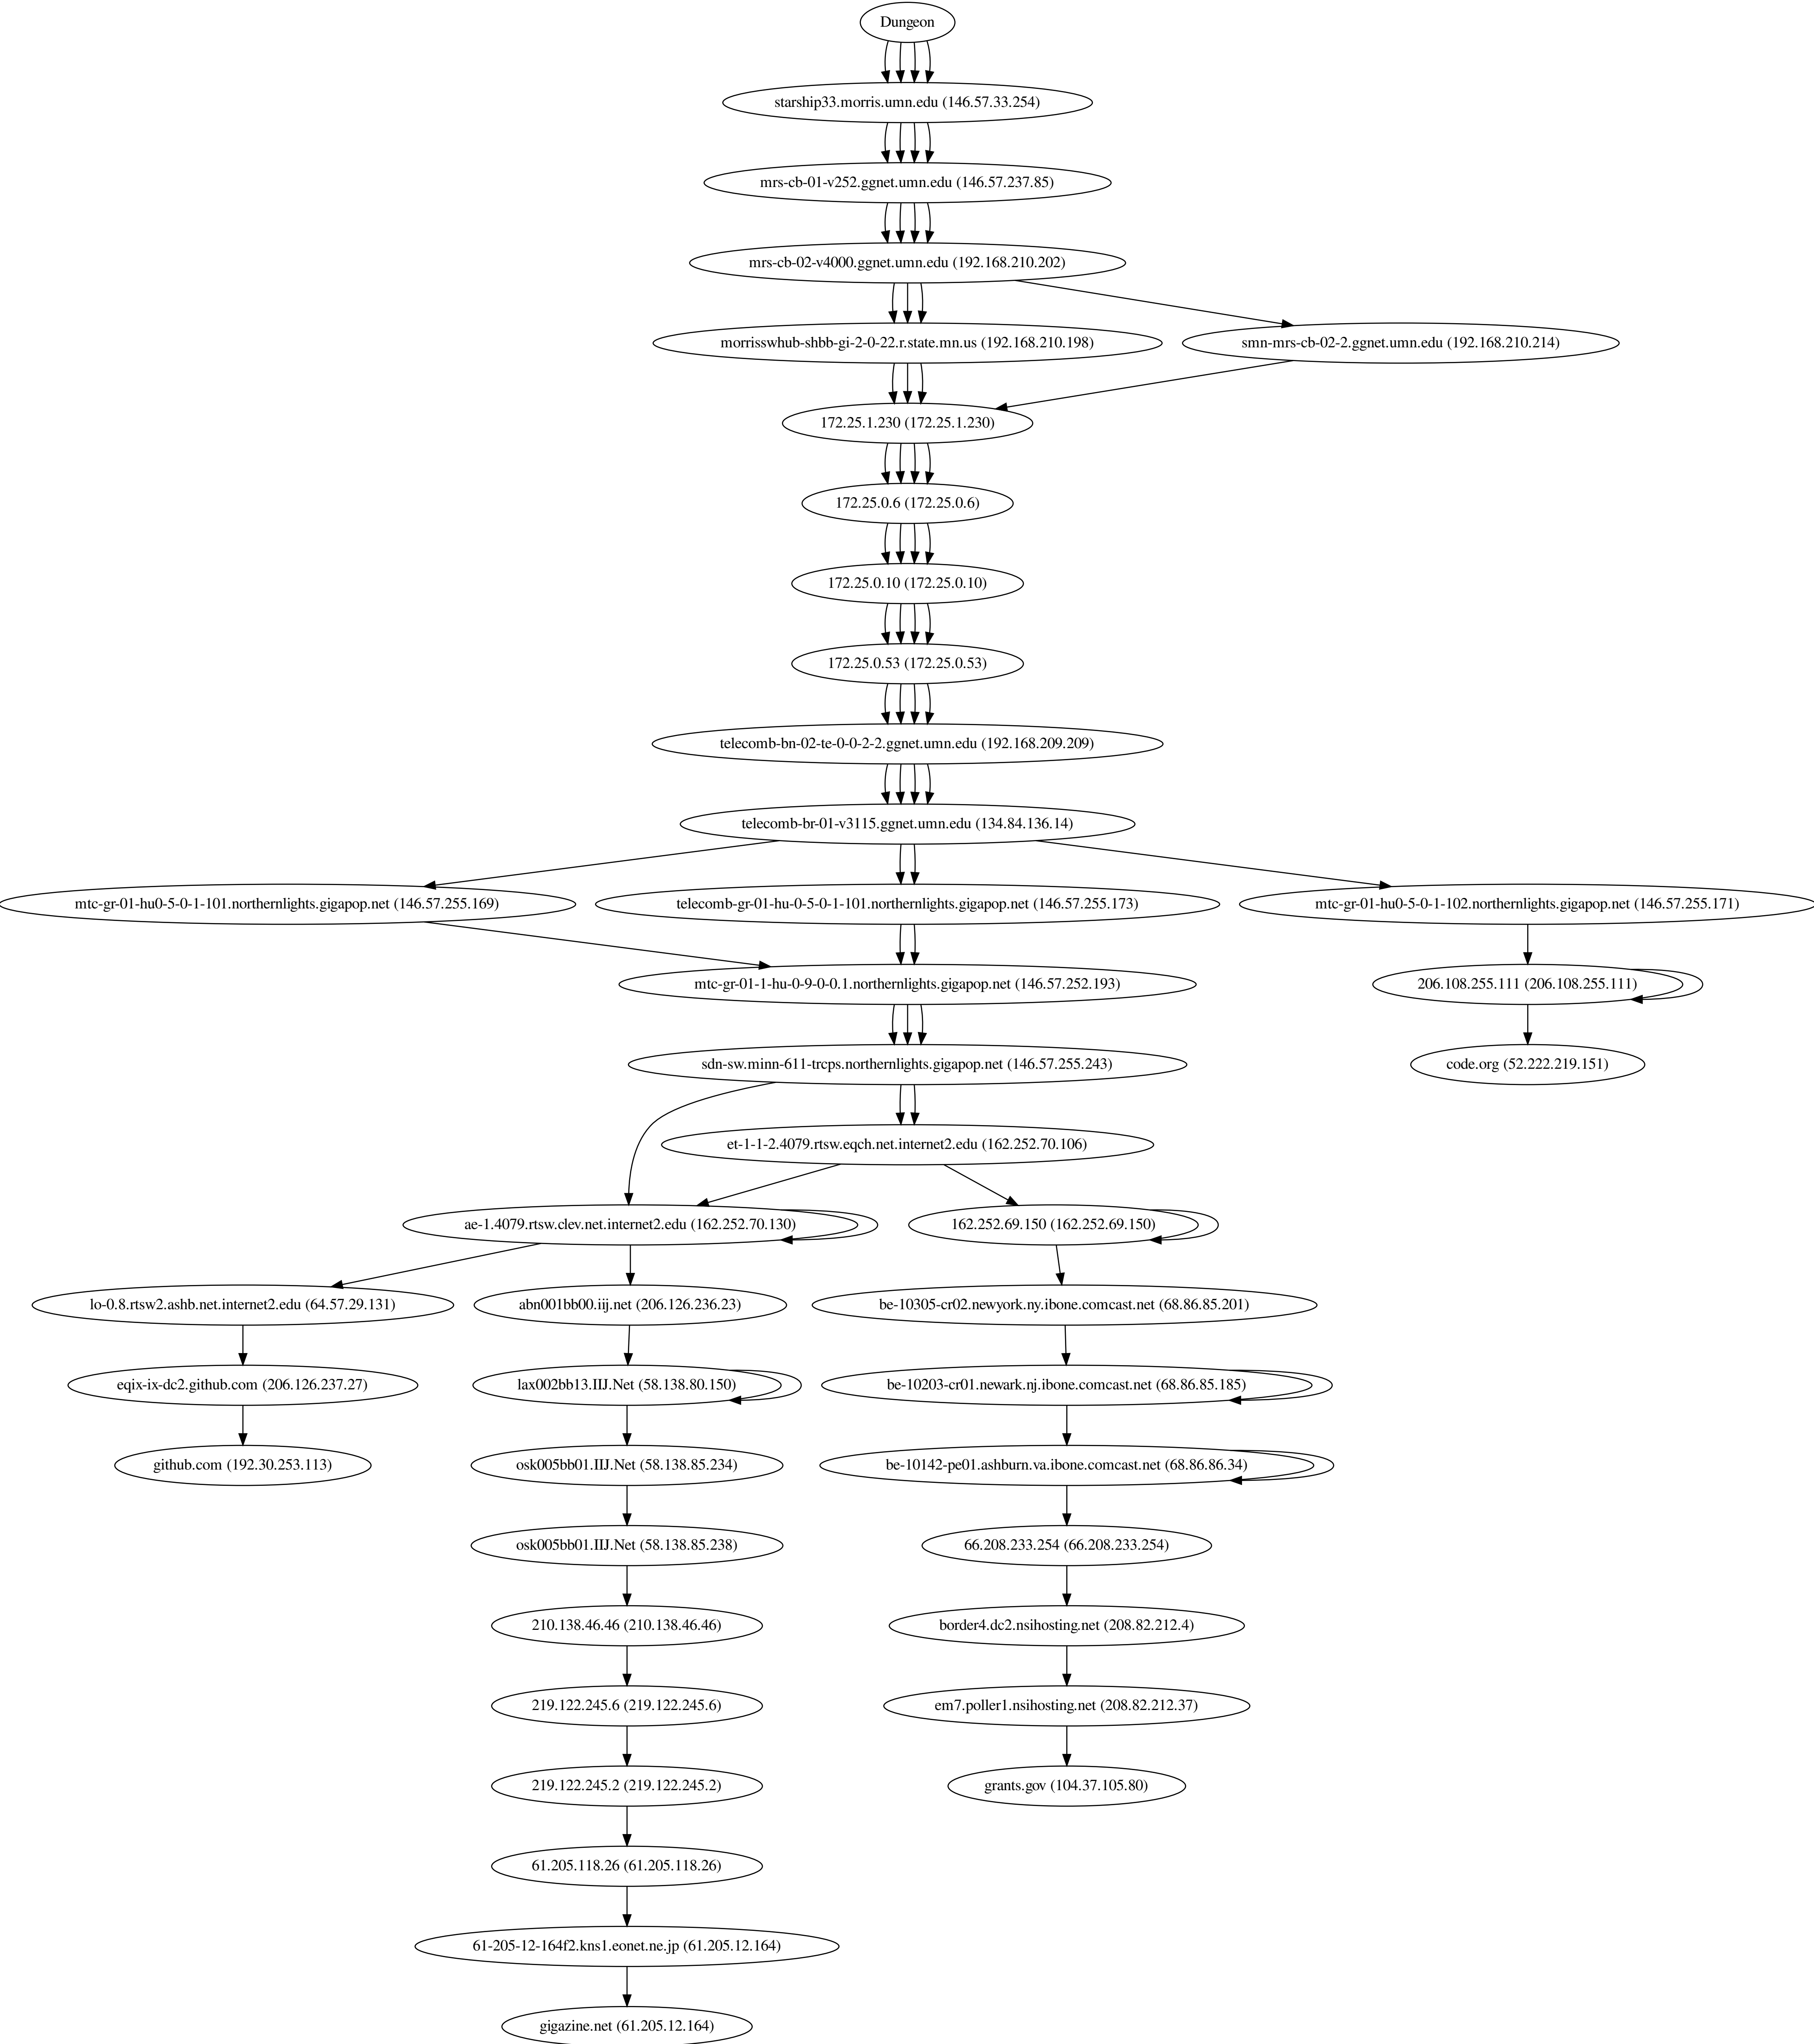 Dungeon
starship33.morris.umn.edu (146.57.33.254)
mrs-cb-01-v252.ggnet.umn.edu (146.57.237.85)
mrs-cb-02-v4000.ggnet.umn.edu (192.168.210.202)
morrisswhub-shbb-gi-2-0-22.r.state.mn.us (192.168.210.198)
smn-mrs-cb-02-2.ggnet.umn.edu (192.168.210.214)
172.25.1.230 (172.25.1.230)
172.25.0.6 (172.25.0.6)
172.25.0.10 (172.25.0.10)
172.25.0.53 (172.25.0.53)
telecomb-bn-02-te-0-0-2-2.ggnet.umn.edu (192.168.209.209)
telecomb-br-01-v3115.ggnet.umn.edu (134.84.136.14)
mtc-gr-01-hu0-5-0-1-101.northernlights.gigapop.net (146.57.255.169)
telecomb-gr-01-hu-0-5-0-1-101.northernlights.gigapop.net (146.57.255.173)
mtc-gr-01-hu0-5-0-1-102.northernlights.gigapop.net (146.57.255.171)
mtc-gr-01-1-hu-0-9-0-0.1.northernlights.gigapop.net (146.57.252.193)
206.108.255.111 (206.108.255.111)
sdn-sw.minn-611-trcps.northernlights.gigapop.net (146.57.255.243)
code.org (52.222.219.151)
et-1-1-2.4079.rtsw.eqch.net.internet2.edu (162.252.70.106)
ae-1.4079.rtsw.clev.net.internet2.edu (162.252.70.130)
162.252.69.150 (162.252.69.150)
lo-0.8.rtsw2.ashb.net.internet2.edu (64.57.29.131)
abn001bb00.iij.net (206.126.236.23)
be-10305-cr02.newyork.ny.ibone.comcast.net (68.86.85.201)
eqix-ix-dc2.github.com (206.126.237.27)
lax002bb13.IIJ.Net (58.138.80.150)
be-10203-cr01.newark.nj.ibone.comcast.net (68.86.85.185)
github.com (192.30.253.113)
osk005bb01.IIJ.Net (58.138.85.234)
be-10142-pe01.ashburn.va.ibone.comcast.net (68.86.86.34)
osk005bb01.IIJ.Net (58.138.85.238)
66.208.233.254 (66.208.233.254)
210.138.46.46 (210.138.46.46)
border4.dc2.nsihosting.net (208.82.212.4)
219.122.245.6 (219.122.245.6)
em7.poller1.nsihosting.net (208.82.212.37)
219.122.245.2 (219.122.245.2)
grants.gov (104.37.105.80)
61.205.118.26 (61.205.118.26)
61-205-12-164f2.kns1.eonet.ne.jp (61.205.12.164)
gigazine.net (61.205.12.164)